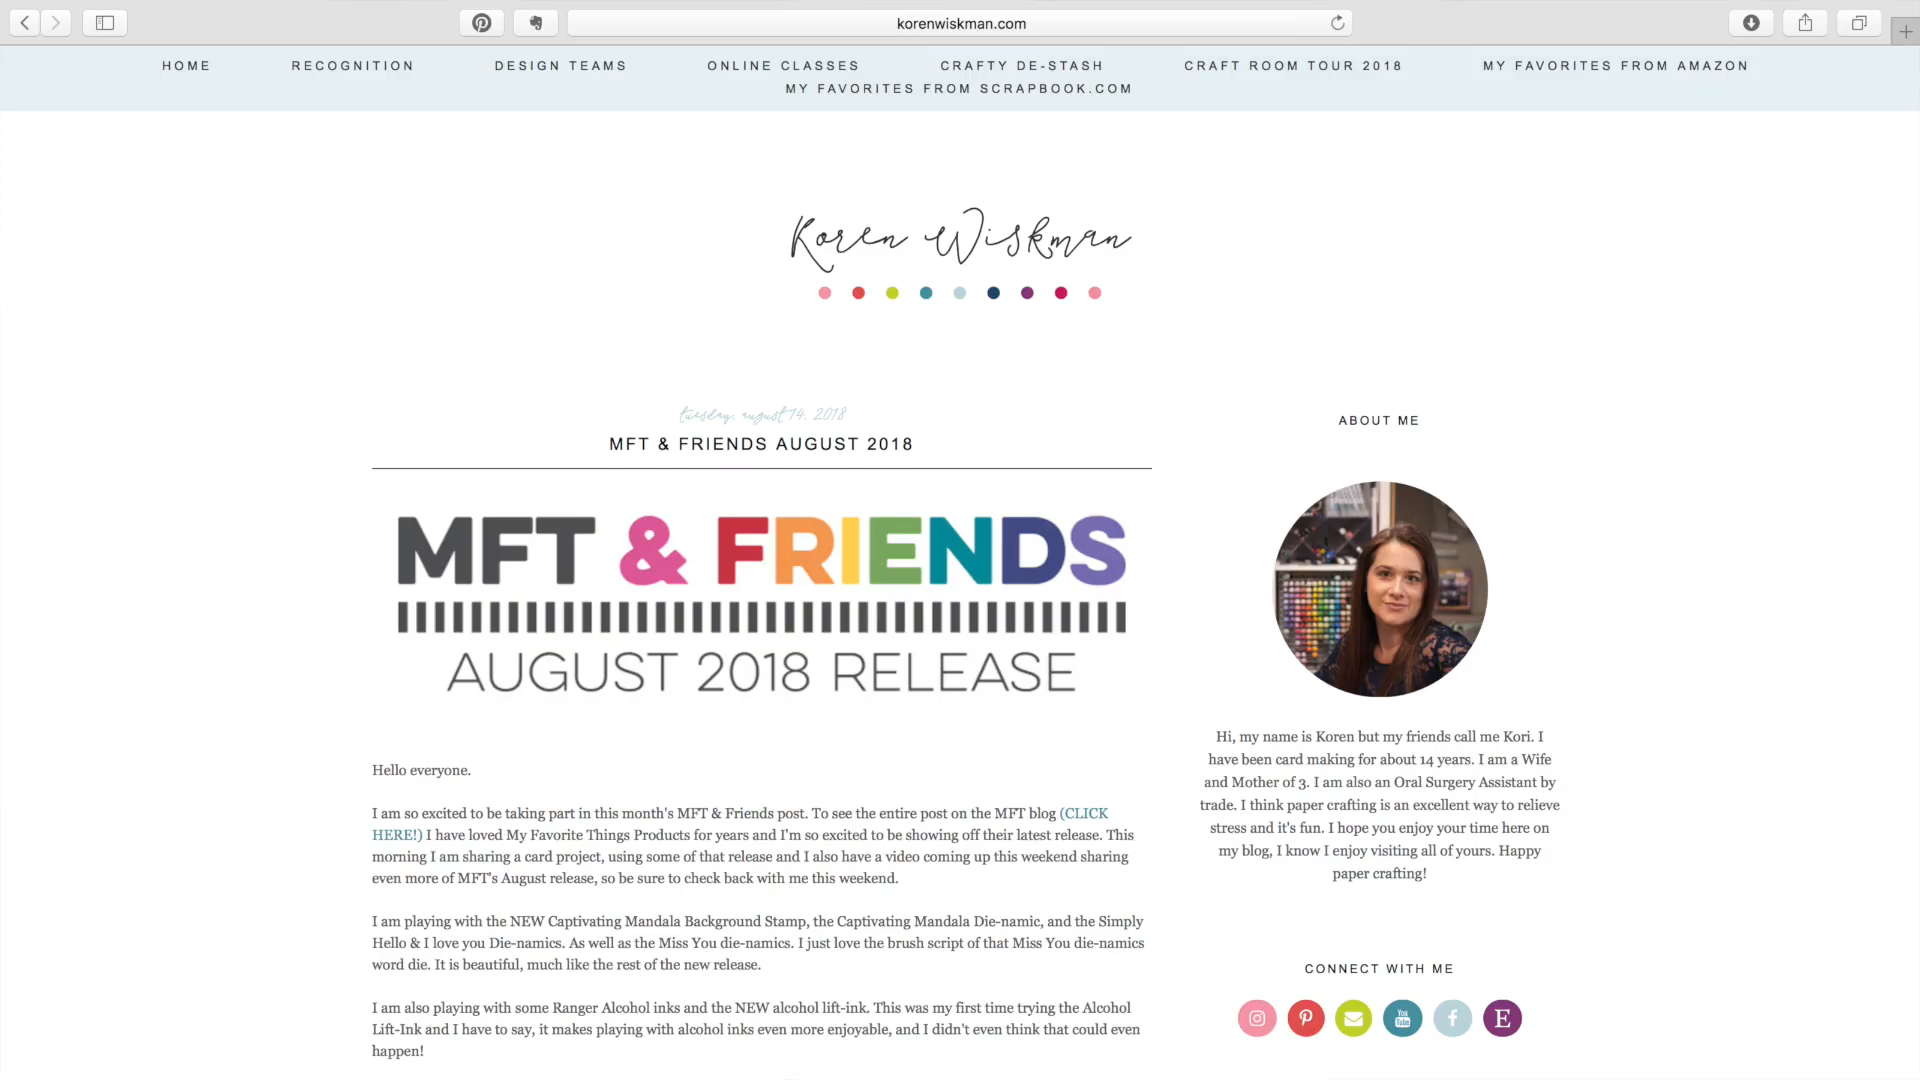 korenwiskman.com
HOME RECOGNITION DESIGN TEAMS ONLINE CLASSES CRAFTY DE-STASH CRAFT ROOM TOUR 2018 MY FAVORITES FROM AMAZON
MY FAVORITES FROM SCRAPBOOK.COM
Koren Wiskman
tuesday, august 14, 2018
MFT & FRIENDS AUGUST 2018
MFT & FRIENDS
AUGUST 2018 RELEASE
Hello everyone.
I am so excited to be taking part in this month's MFT & Friends post. To see the entire post on the MFT blog (CLICK
HERE!) I have loved My Favorite Things Products for years and I'm so excited to be showing off their latest release. This
morning I am sharing a card project, using some of that release and I also have a video coming up this weekend sharing
even more of MFT's August release, so be sure to check back with me this weekend.
I am playing with the NEW Captivating Mandala Background Stamp, the Captivating Mandala Die-namic, and the Simply
Hello & I love you Die-namics. As well as the Miss You die-namics. I just love the brush script of that Miss You die-namics
word die. It is beautiful, much like the rest of the new release.
I am also playing with some Ranger Alcohol inks and the NEW alcohol lift-ink. This was my first time trying the Alcohol
Lift-Ink and I have to say, it makes playing with alcohol inks even more enjoyable, and I didn't even think that could even
happen!
ABOUT ME
Hi, my name is Koren but my friends call me Kori. I
have been card making for about 14 years. I am a Wife
and Mother of 3. I am also an Oral Surgery Assistant by
trade. I think paper crafting is an excellent way to relieve
stress and it's fun. I hope you enjoy your time here on
my blog, I know I enjoy visiting all of yours. Happy
paper crafting!
CONNECT WITH ME
You Tube
E